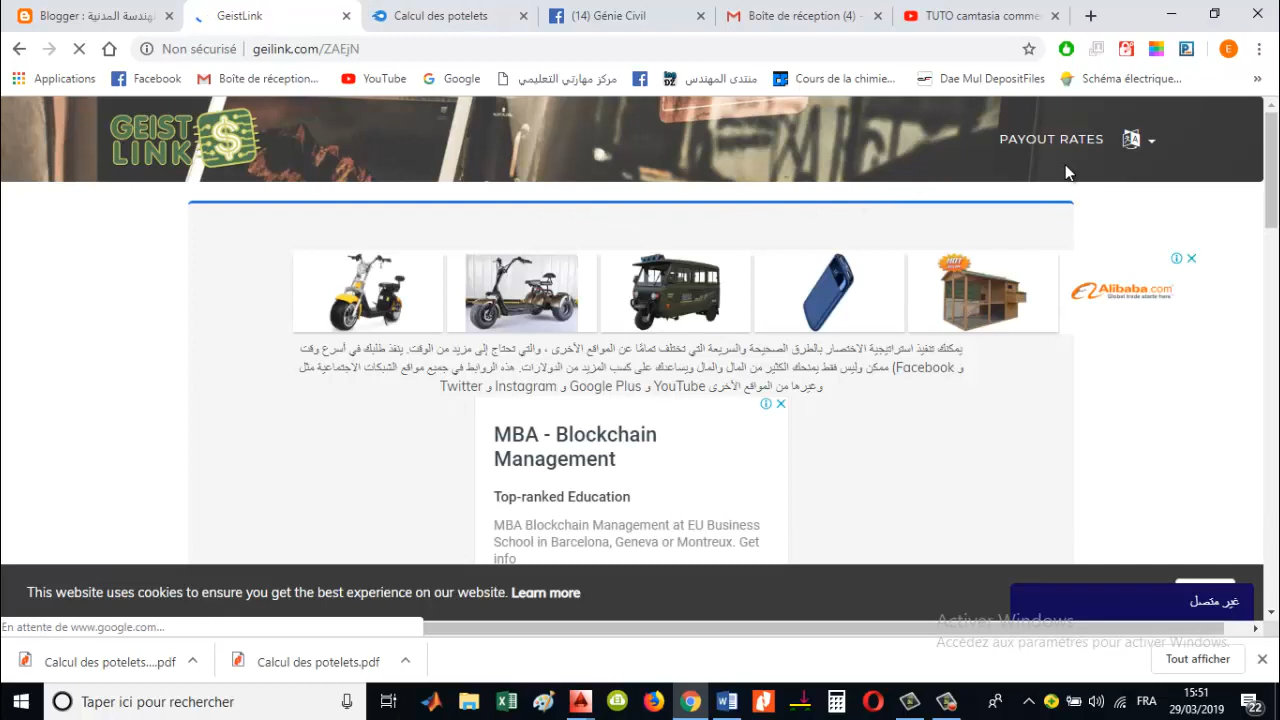 Blogger : هندسة المدنية
GeistLink
Calcul des potelets
(14) Génie Civil
Boîte de réception (4) -
TUTO camtasia comme
Non sécurisé
geilink.com/ZAEjN
E
Applications
Facebook
Boîte de réception...
YouTube
Google
مركز مهارتي التعليمي
منتدى المهندس
Cours de la chimie...
Dae Mul DepositFiles
Schéma électrique...
GEIST
LINK
PAYOUT RATES
HOT
Alibaba.com
Global trade starts here
يمكنك تنفيذ استراتيجية الاختصار بالطرق الصحيحة والسريعة التي تختلف تمامًا عن المواقع الأخرى ، والتي تحتاج إلى مزيد من الوقت. ينفذ طلبك في أسرع وقت
ممكن وليس فقط يمنحك الكثير من المال والمال ويساعدك على كسب المزيد من الدولارات. هذه الروابط في جميع مواقع الشبكات الاجتماعية مثل (Facebook و
Twitter و Instagram و Google Plus و YouTube وغيرها من المواقع الأخرى
MBA - Blockchain
Management
Top-ranked Education
MBA Blockchain Management at EU Business
School in Barcelona, Geneva or Montreux. Get
info
This website uses cookies to ensure you get the best experience on our website. Learn more
غير متصل
En attente de www.google.com...
Activer Windows
Accédez aux paramètres pour activer Windows.
Calcul des potelets....pdf
Calcul des potelets.pdf
Tout afficher
Taper ici pour rechercher
FRA
15:51
29/03/2019
22